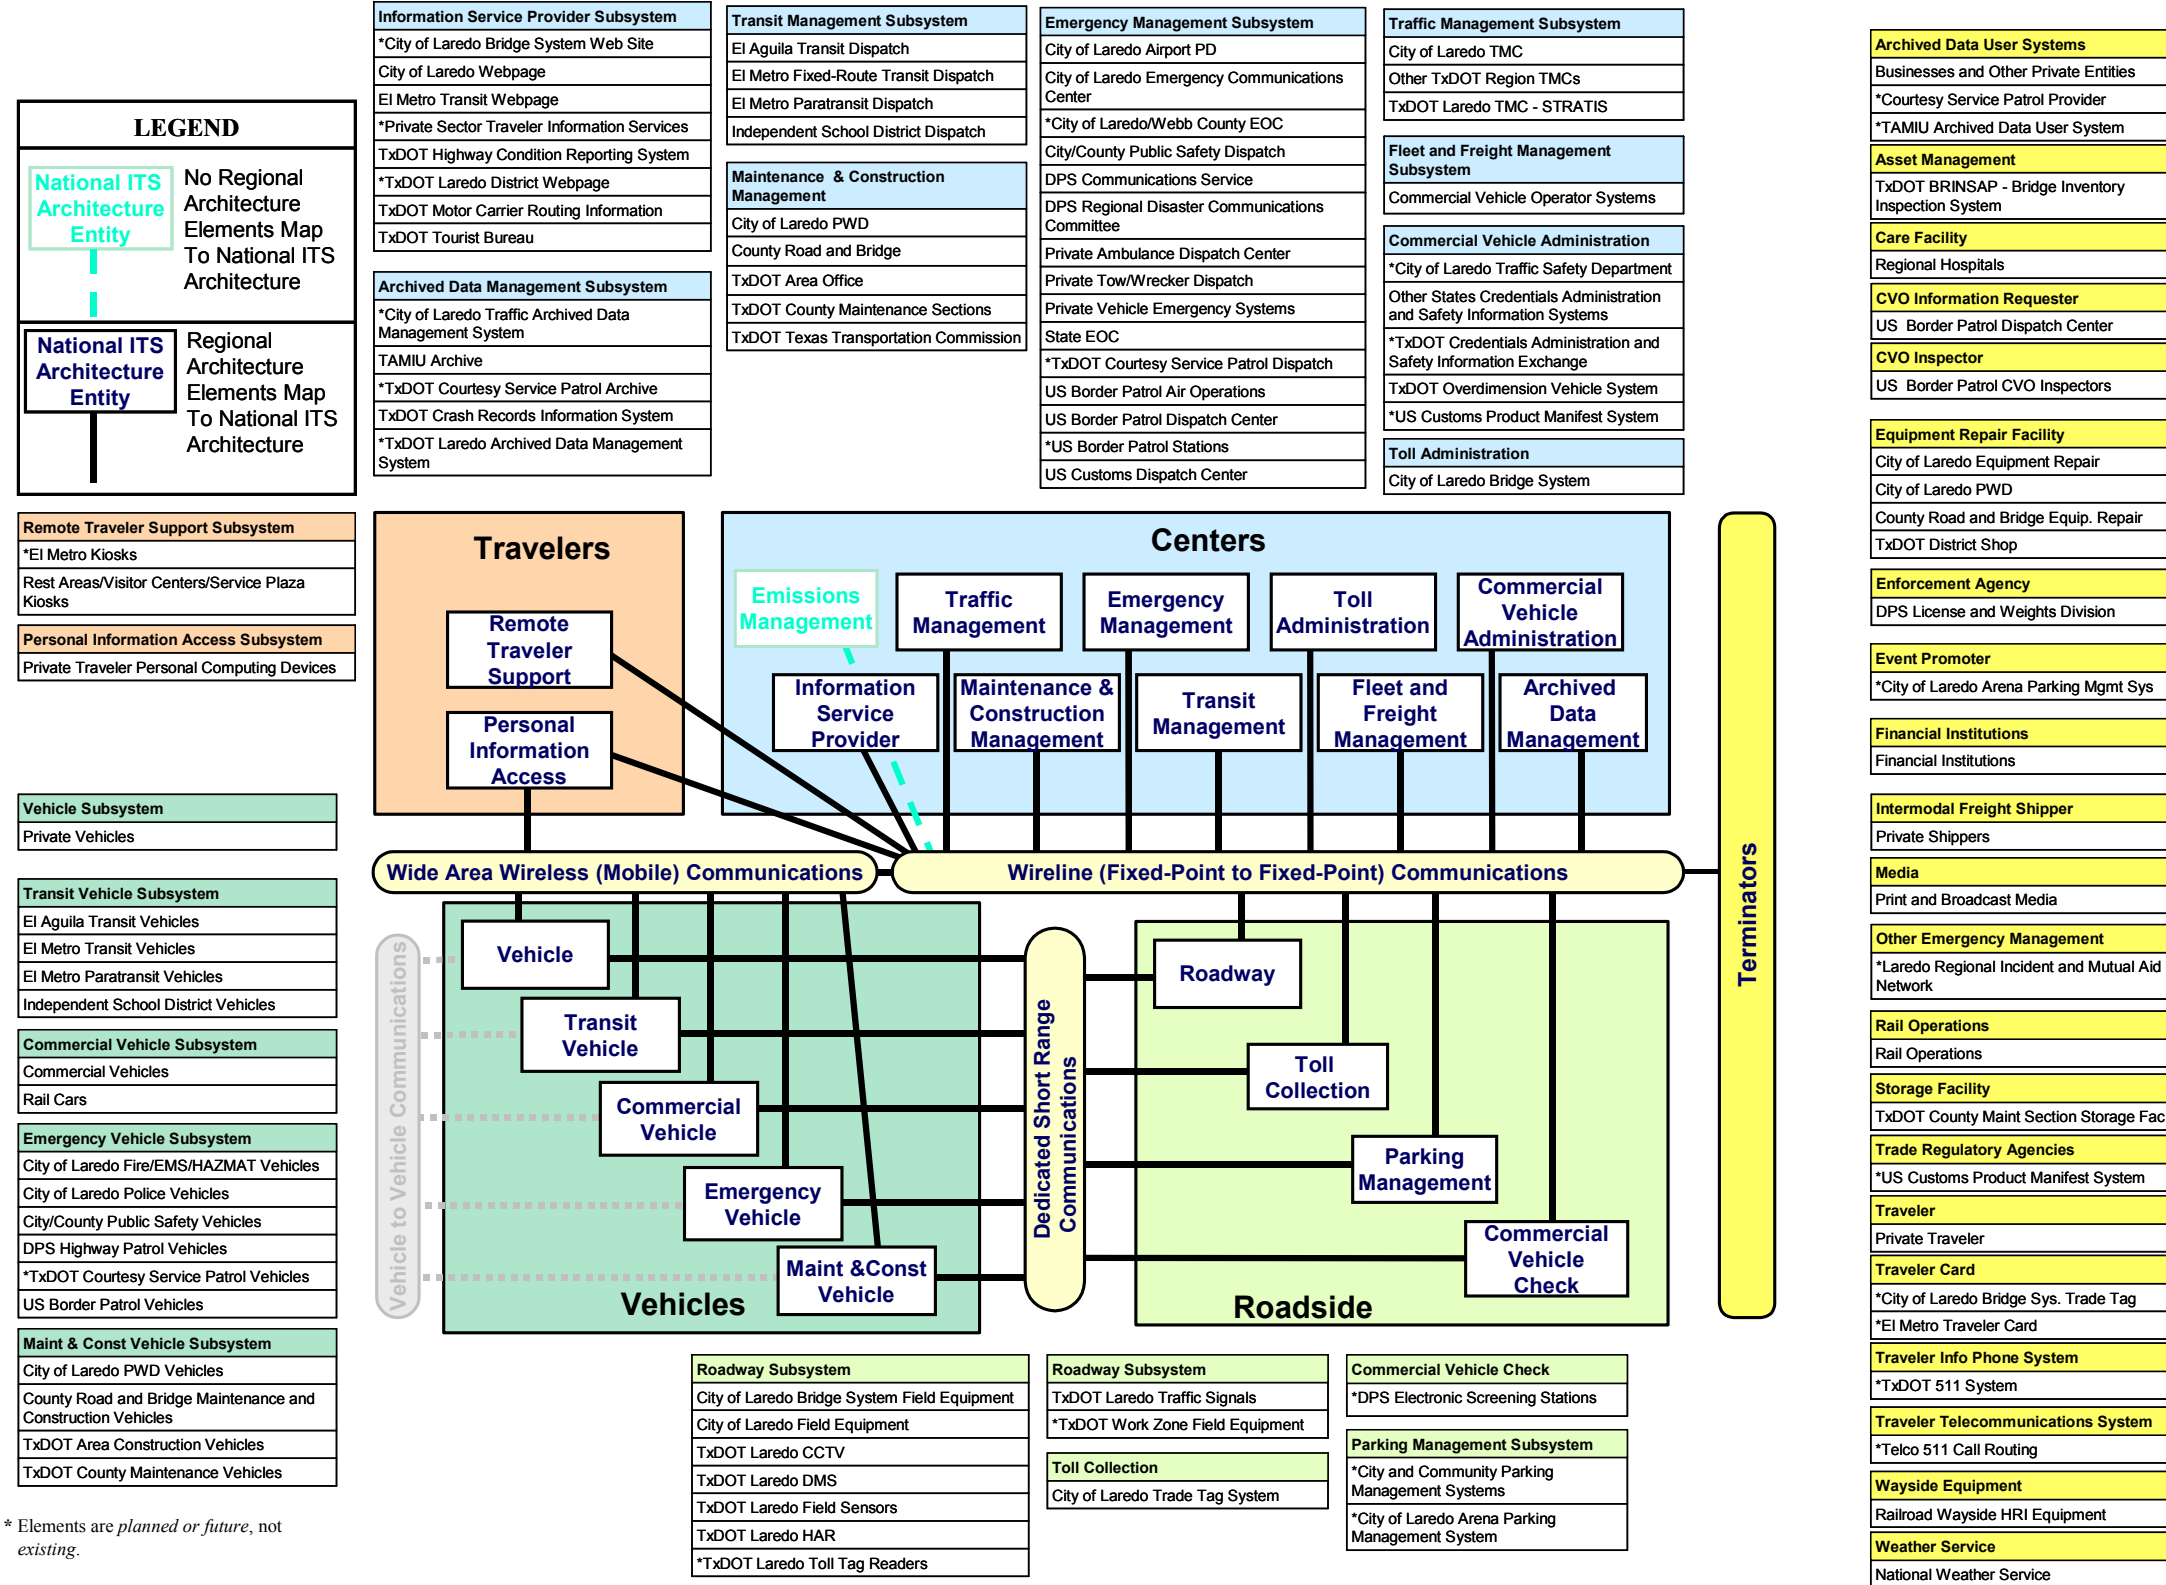 LEGEND
National ITS
Architecture
Entity
No Regional
Architecture
Elements Map
To National ITS
Architecture
National ITS
Architecture
Entity
Regional
Architecture
Elements Map
To National ITS
Architecture
Information Service Provider Subsystem
*City of Laredo Bridge System Web Site
City of Laredo Webpage
El Metro Transit Webpage
*Private Sector Traveler Information Services
TxDOT Highway Condition Reporting System
*TxDOT Laredo District Webpage
TxDOT Motor Carrier Routing Information
TxDOT Tourist Bureau
Archived Data Management Subsystem
*City of Laredo Traffic Archived Data
Management System
TAMIU Archive
*TxDOT Courtesy Service Patrol Archive
TxDOT Crash Records Information System
*TxDOT Laredo Archived Data Management
System
Transit Management Subsystem
El Aguila Transit Dispatch
El Metro Fixed-Route Transit Dispatch
El Metro Paratransit Dispatch
Independent School District Dispatch
Maintenance & Construction
Management
City of Laredo PWD
County Road and Bridge
TxDOT Area Office
TxDOT County Maintenance Sections
TxDOT Texas Transportation Commission
Emergency Management Subsystem
City of Laredo Airport PD
City of Laredo Emergency Communications
Center
*City of Laredo/Webb County EOC
City/County Public Safety Dispatch
DPS Communications Service
DPS Regional Disaster Communications
Committee
Private Ambulance Dispatch Center
Private Tow/Wrecker Dispatch
Private Vehicle Emergency Systems
State EOC
*TxDOT Courtesy Service Patrol Dispatch
US Border Patrol Air Operations
US Border Patrol Dispatch Center
*US Border Patrol Stations
US Customs Dispatch Center
Traffic Management Subsystem
City of Laredo TMC
Other TxDOT Region TMCs
TxDOT Laredo TMC - STRATIS
Fleet and Freight Management
Subsystem
Commercial Vehicle Operator Systems
Commercial Vehicle Administration
*City of Laredo Traffic Safety Department
Other States Credentials Administration
and Safety Information Systems
*TxDOT Credentials Administration and
Safety Information Exchange
TxDOT Overdimension Vehicle System
*US Customs Product Manifest System
Toll Administration
City of Laredo Bridge System
Remote Traveler Support Subsystem
*El Metro Kiosks
Rest Areas/Visitor Centers/Service Plaza
Kiosks
Personal Information Access Subsystem
Private Traveler Personal Computing Devices
Vehicle Subsystem
Private Vehicles
Transit Vehicle Subsystem
El Aguila Transit Vehicles
El Metro Transit Vehicles
El Metro Paratransit Vehicles
Independent School District Vehicles
Commercial Vehicle Subsystem
Commercial Vehicles
Rail Cars
Emergency Vehicle Subsystem
City of Laredo Fire/EMS/HAZMAT Vehicles
City of Laredo Police Vehicles
City/County Public Safety Vehicles
DPS Highway Patrol Vehicles
*TxDOT Courtesy Service Patrol Vehicles
US Border Patrol Vehicles
Maint & Const Vehicle Subsystem
City of Laredo PWD Vehicles
County Road and Bridge Maintenance and
Construction Vehicles
TxDOT Area Construction Vehicles
TxDOT County Maintenance Vehicles
* Elements are planned or future, not
existing.
Travelers
Remote
Traveler
Support
Personal
Information
Access
Centers
Emissions
Management
Traffic
Management
Emergency
Management
Toll
Administration
Commercial
Vehicle
Administration
Information
Service
Provider
Maintenance &
Construction
Management
Transit
Management
Fleet and
Freight
Management
Archived
Data
Management
Wide Area Wireless (Mobile) Communications
Wireline (Fixed-Point to Fixed-Point) Communications
Vehicle to Vehicle Communications
Vehicle
Transit
Vehicle
Commercial
Vehicle
Emergency
Vehicle
Maint &Const
Vehicle
Vehicles
Dedicated Short Range
Communications
Roadway
Toll
Collection
Parking
Management
Commercial
Vehicle
Check
Roadside
Terminators
Roadway Subsystem
City of Laredo Bridge System Field Equipment
City of Laredo Field Equipment
TxDOT Laredo CCTV
TxDOT Laredo DMS
TxDOT Laredo Field Sensors
TxDOT Laredo HAR
*TxDOT Laredo Toll Tag Readers
Roadway Subsystem
TxDOT Laredo Traffic Signals
*TxDOT Work Zone Field Equipment
Toll Collection
City of Laredo Trade Tag System
Commercial Vehicle Check
*DPS Electronic Screening Stations
Parking Management Subsystem
*City and Community Parking
Management Systems
*City of Laredo Arena Parking
Management System
Archived Data User Systems
Businesses and Other Private Entities
*Courtesy Service Patrol Provider
*TAMIU Archived Data User System
Asset Management
TxDOT BRINSAP - Bridge Inventory
Inspection System
Care Facility
Regional Hospitals
CVO Information Requester
US Border Patrol Dispatch Center
CVO Inspector
US Border Patrol CVO Inspectors
Equipment Repair Facility
City of Laredo Equipment Repair
City of Laredo PWD
County Road and Bridge Equip. Repair
TxDOT District Shop
Enforcement Agency
DPS License and Weights Division
Event Promoter
*City of Laredo Arena Parking Mgmt Sys
Financial Institutions
Financial Institutions
Intermodal Freight Shipper
Private Shippers
Media
Print and Broadcast Media
Other Emergency Management
*Laredo Regional Incident and Mutual Aid
Network
Rail Operations
Rail Operations
Storage Facility
TxDOT County Maint Section Storage Fac
Trade Regulatory Agencies
*US Customs Product Manifest System
Traveler
Private Traveler
Traveler Card
*City of Laredo Bridge Sys. Trade Tag
*El Metro Traveler Card
Traveler Info Phone System
*TxDOT 511 System
Traveler Telecommunications System
*Telco 511 Call Routing
Wayside Equipment
Railroad Wayside HRI Equipment
Weather Service
National Weather Service